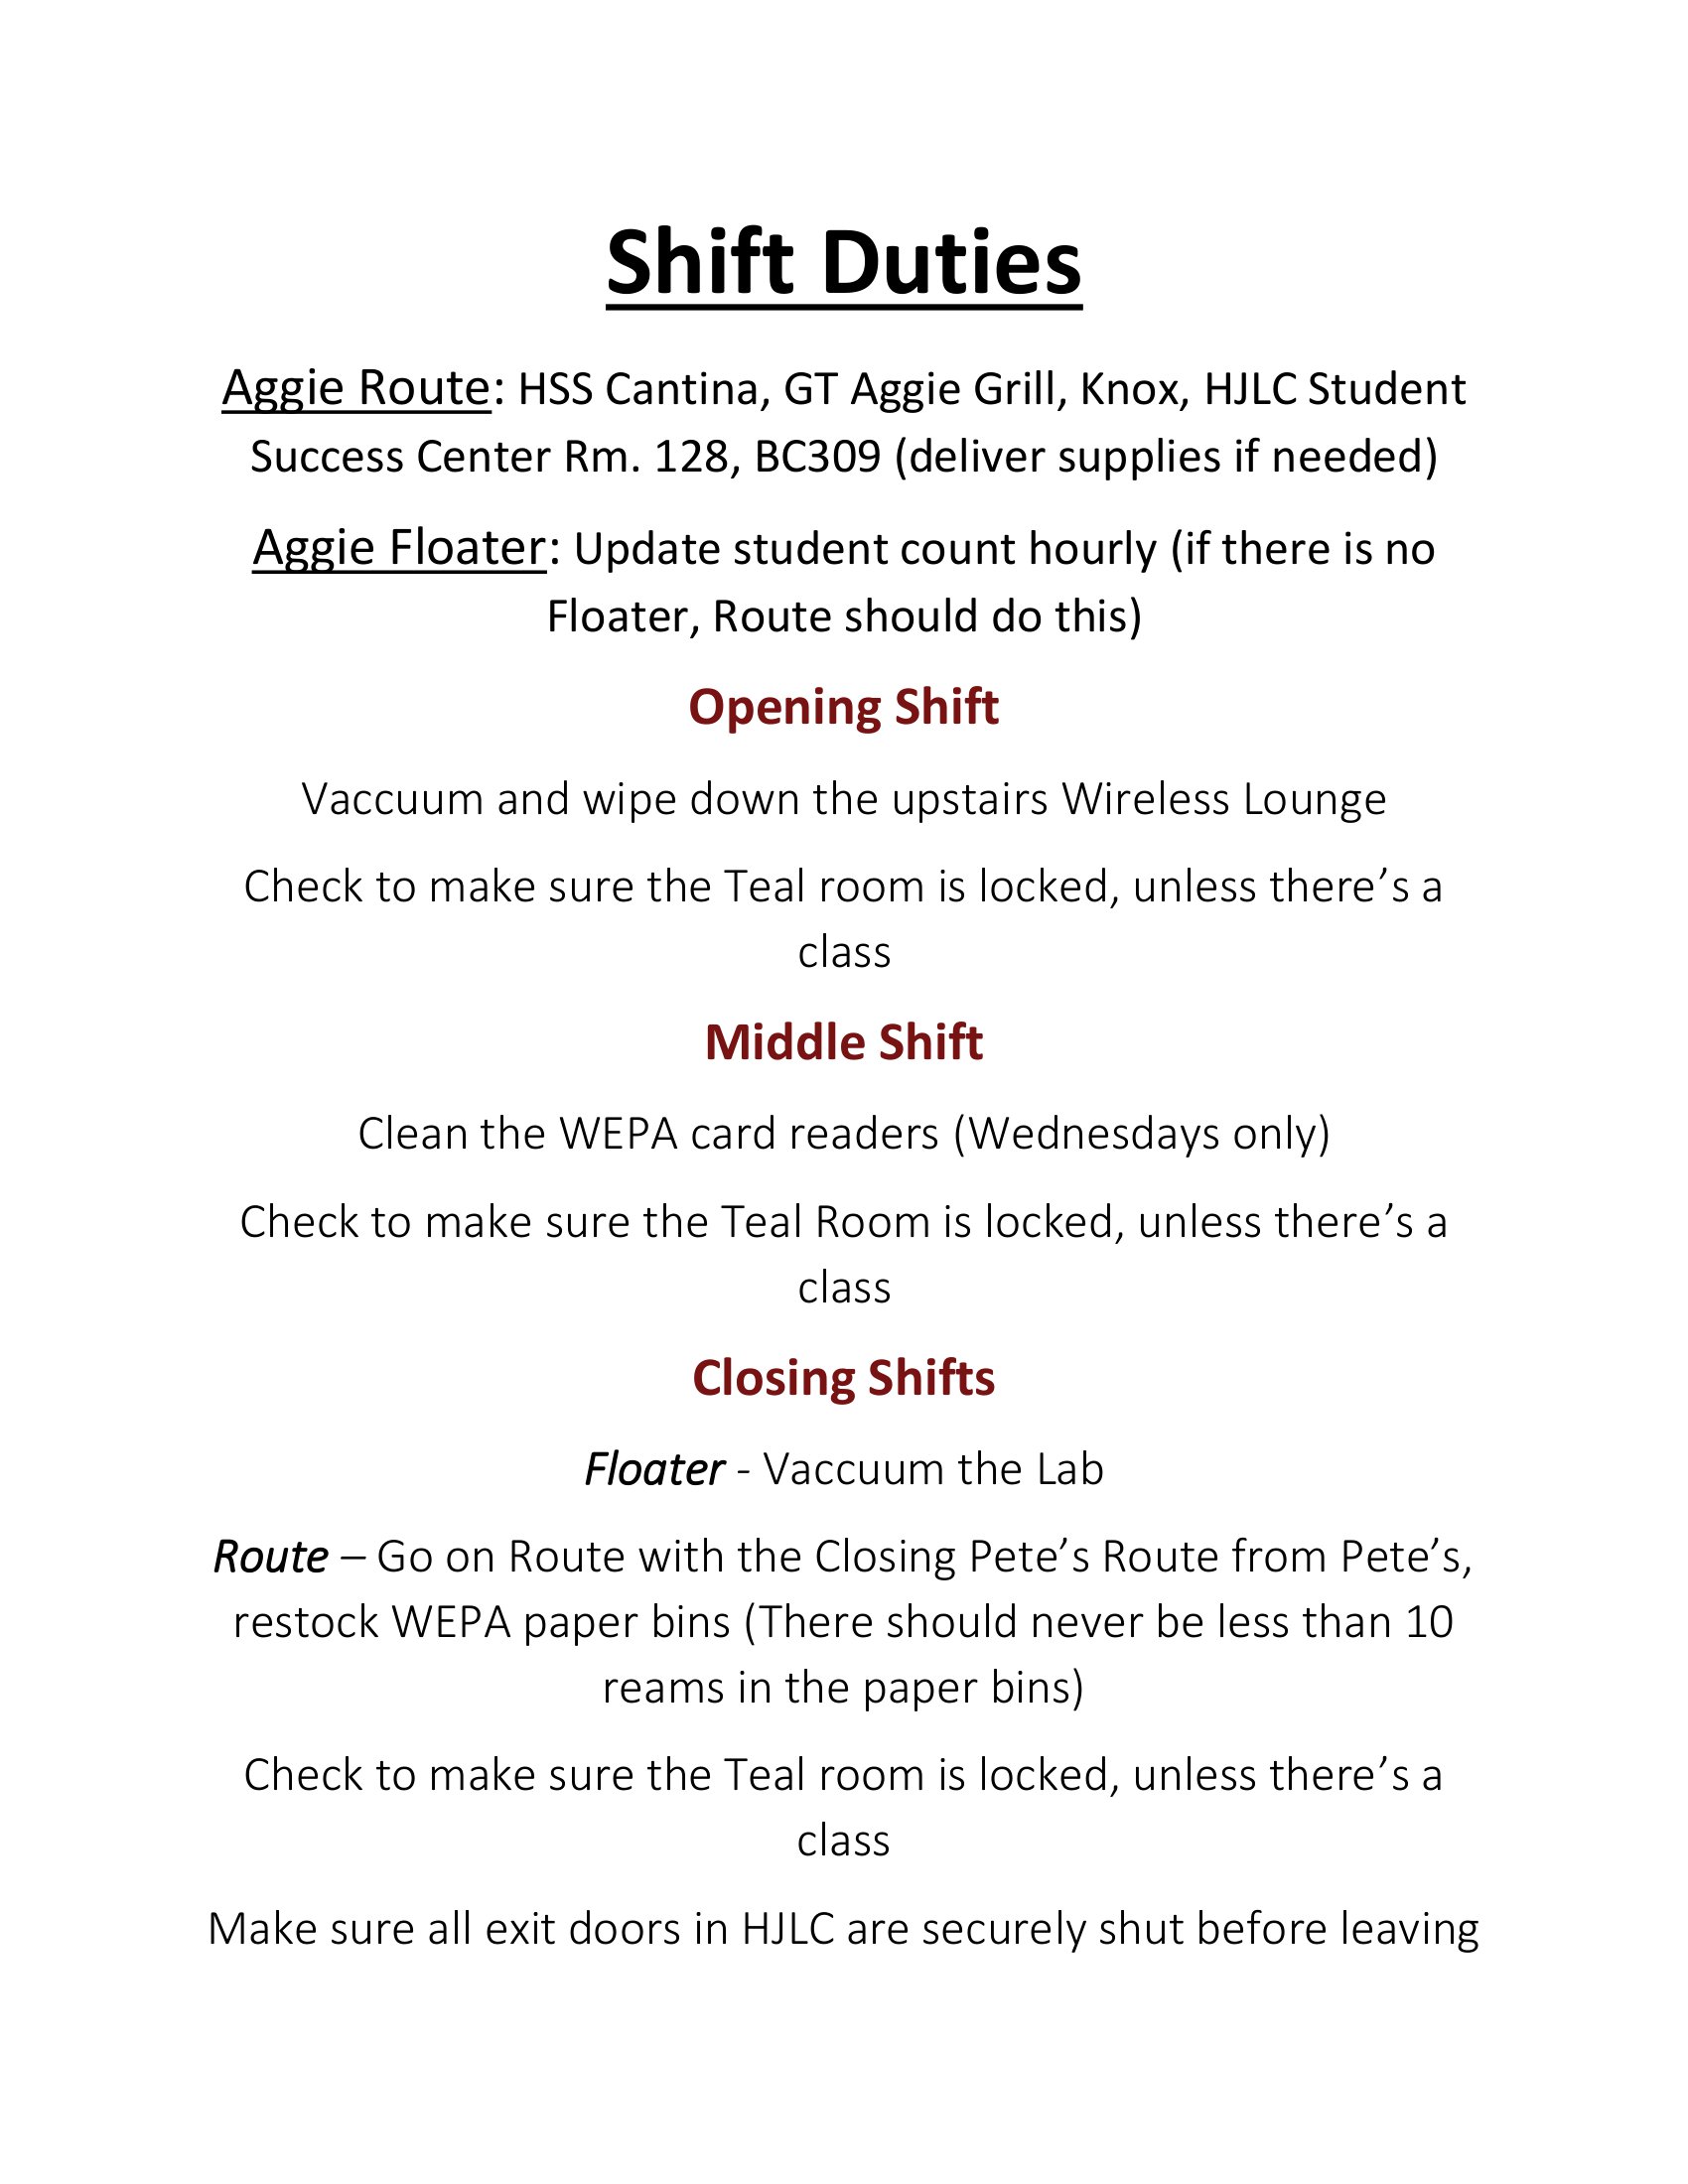 Shift Duties
Aggie Route: HSS Cantina, GT Aggie Grill, Knox, HJLC Student
Success Center Rm. 128, BC309 (deliver supplies if needed)
Aggie Floater: Update student count hourly (if there is no
Floater, Route should do this)
Opening Shift
Vaccuum and wipe down the upstairs Wireless Lounge
Check to make sure the Teal room is locked, unless there’s a
class
Middle Shift
Clean the WEPA card readers (Wednesdays only)
Check to make sure the Teal Room is locked, unless there’s a
class
Closing Shifts
Floater - Vaccuum the Lab
Route – Go on Route with the Closing Pete’s Route from Pete’s,
restock WEPA paper bins (There should never be less than 10
reams in the paper bins)
Check to make sure the Teal room is locked, unless there’s a
class
Make sure all exit doors in HJLC are securely shut before leaving